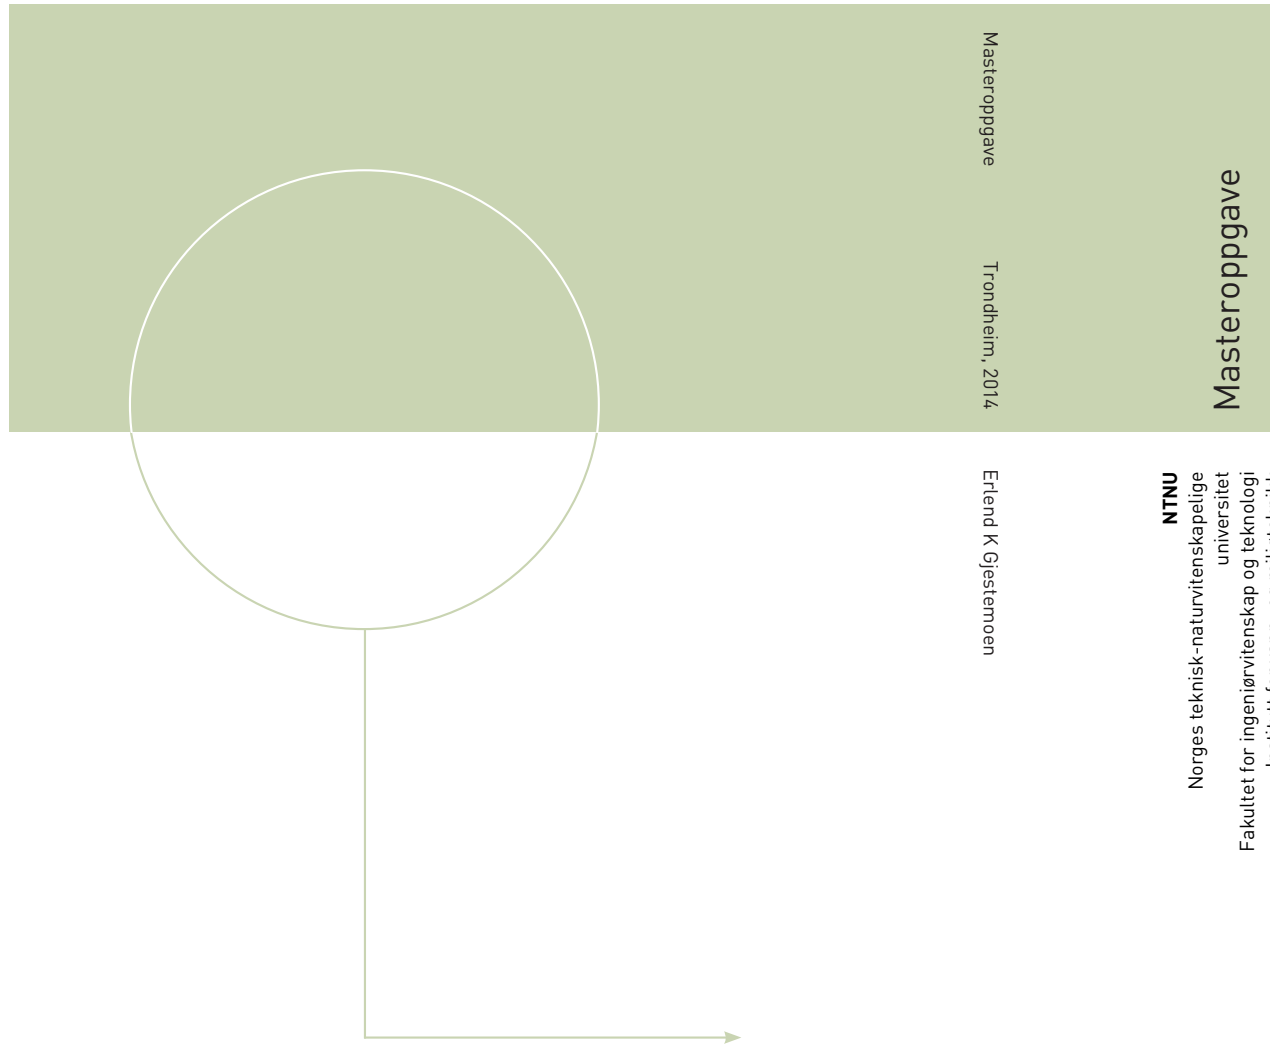 Masteroppgave
Trondheim, 2014
Erlend K Gjestemoen
Masteroppgave
NTNU
Norges teknisk-naturvitenskapelige
universitet
Fakultet for ingeniørvitenskap og teknologi